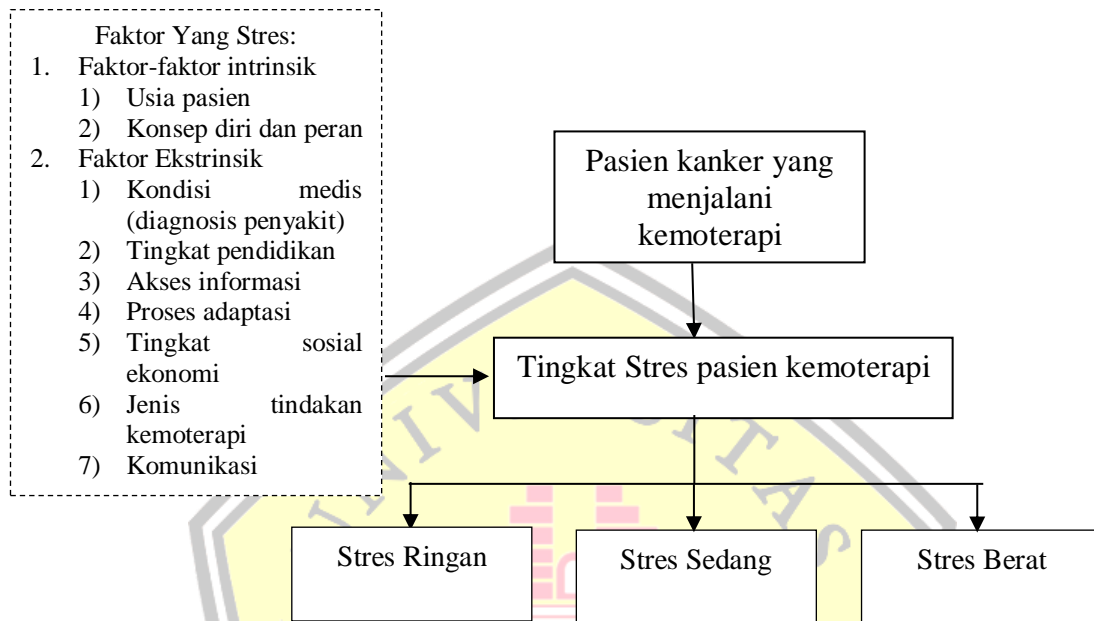 Faktor Yang Stres:
1. Faktor-faktor intrinsik
1) Usia pasien
2) Konsep diri dan peran
2. Faktor Ekstrinsik
1) Kondisi medis
(diagnosis penyakit)
2) Tingkat pendidikan
3) Akses informasi
4) Proses adaptasi
5) Tingkat sosial
ekonomi
6) Jenis tindakan
kemoterapi
7) Komunikasi
Pasien kanker yang
menjalani
kemoterapi
Tingkat Stres pasien kemoterapi
Stres Ringan
Stres Sedang
Stres Berat